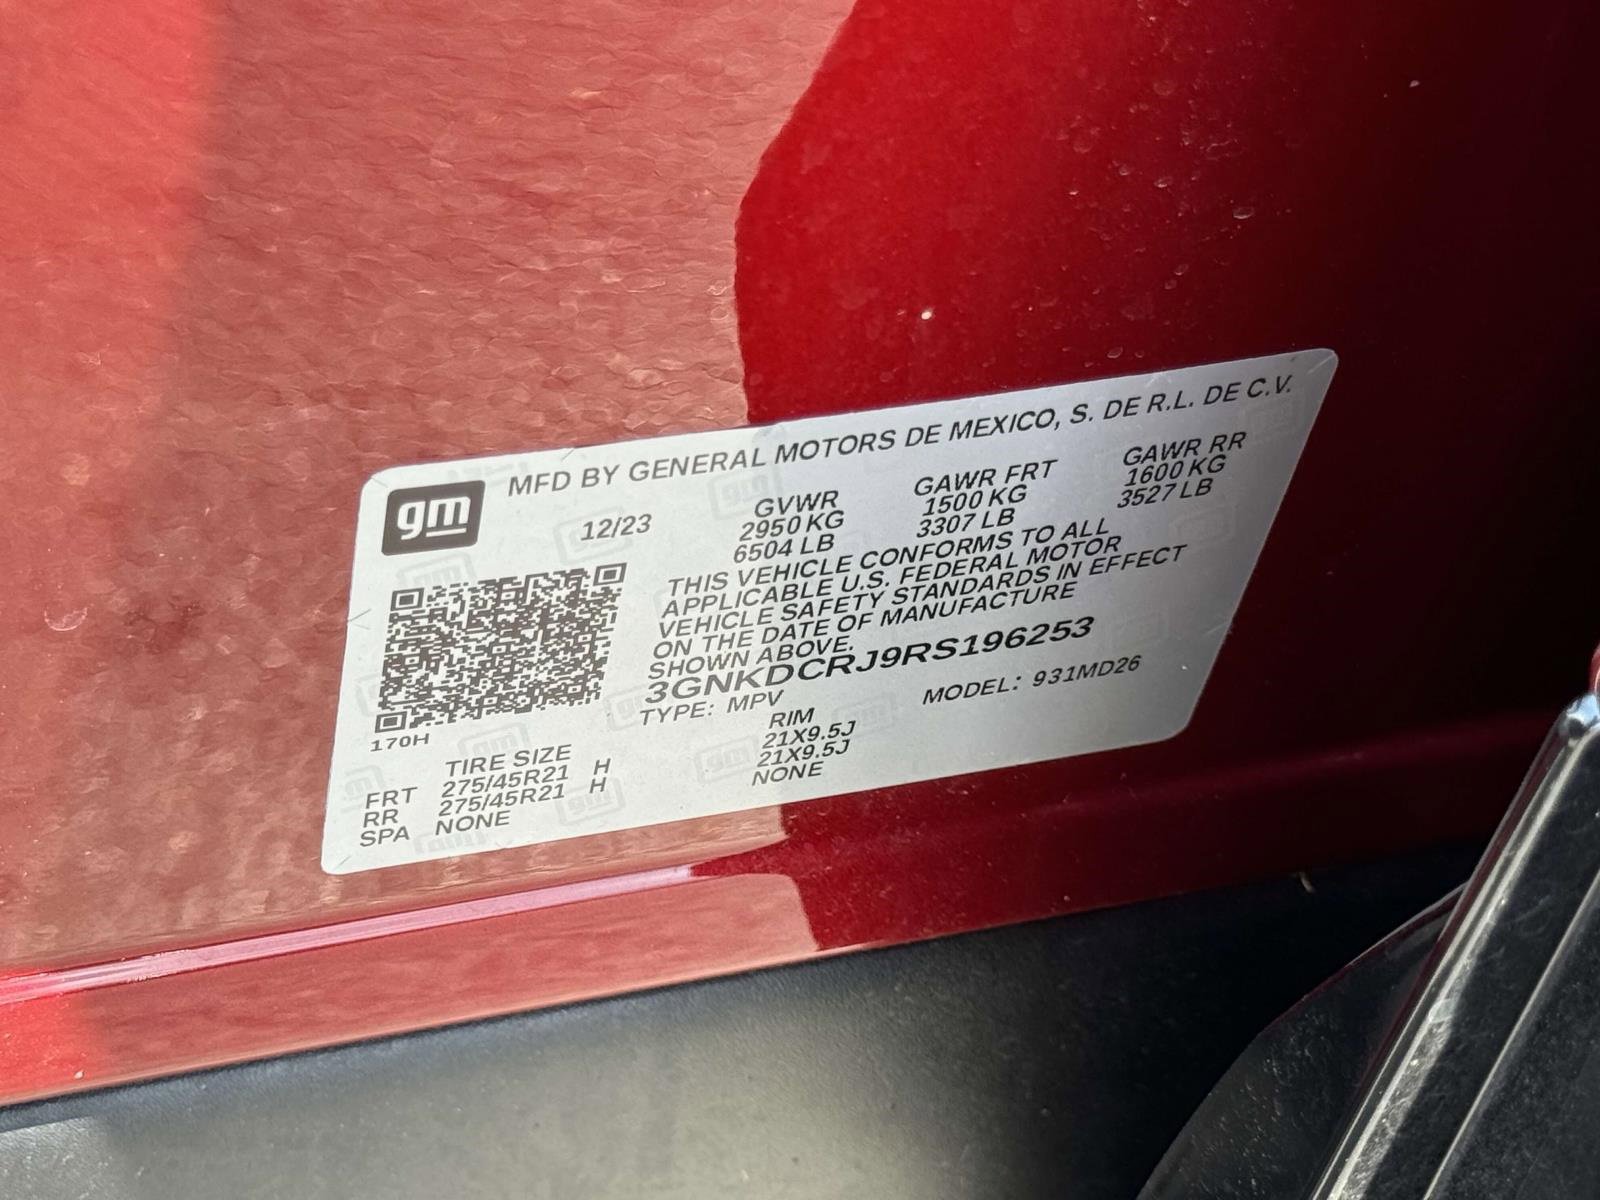 gm
MFD BY GENERAL MOTORS DE MEXICO, S. DE R.L. DE C.V.
12/23
GVWR
2950 KG
6504 LB
GAWR FRT
1500 KG
3307 LB
GAWR RR
1600 KG
3527 LB
THIS VEHICLE CONFORMS TO ALL
APPLICABLE U.S. FEDERAL MOTOR
VEHICLE SAFETY STANDARDS IN EFFECT
ON THE DATE OF MANUFACTURE
SHOWN ABOVE.
3GNKDCRJ9RS196253
TYPE: MPV
MODEL: 931MD26
170H
TIRE SIZE
RIM
FRT 275/45R21 H 21X9.5J
RR 275/45R21 H 21X9.5J
SPA NONE NONE